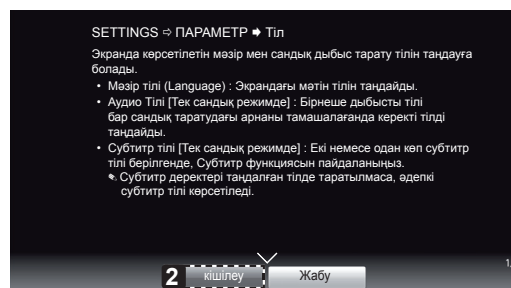 SETTINGS ⇨ ПАРАМЕТР ➧ Тіл
Экранда көрсетілетін мәзір мен сандық дыбыс тарату тілін таңдауға
болады.
• Мәзір тілі (Language) : Экрандағы мәтін тілін таңдайды.
• Аудио Тілі [Тек сандық режимде] : Бірнеше дыбысты тілі
бар сандық таратудағы арнаны тамашалағанда керекті тілді
таңдайды.
• Субтитр тілі [Тек сандық режимде] : Екі немесе одан көп субтитр
тілі берілгенде, Субтитр функциясын пайдаланыңыз.
✎ Субтитр деректері таңдалған тілде таратылмаса, әдепкі
субтитр тілі көрсетіледі.
2 кішілеу Жабу